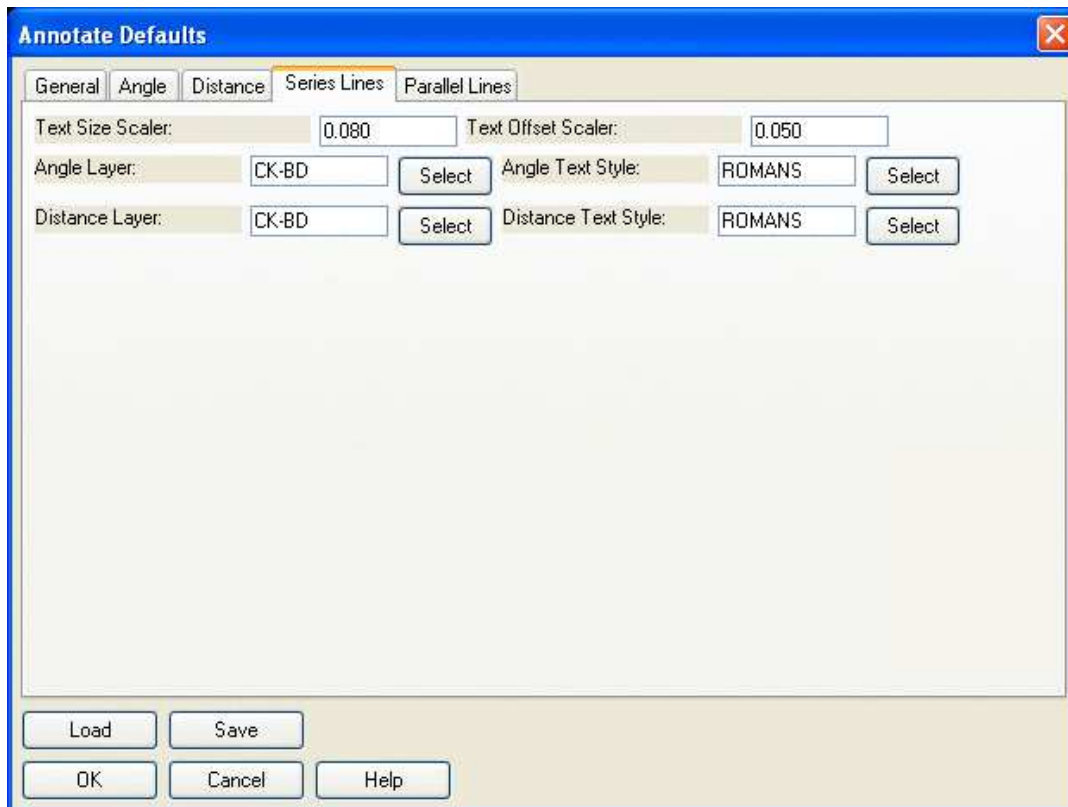 Annotate Defaults
General Angle Distance Series Lines Parallel Lines
Text Size Scaler: 0.080 Text Offset Scaler: 0.050
Angle Layer: CK-BD Select Angle Text Style: ROMANS Select
Distance Layer: CK-BD Select Distance Text Style: ROMANS Select
Load Save
OK Cancel Help